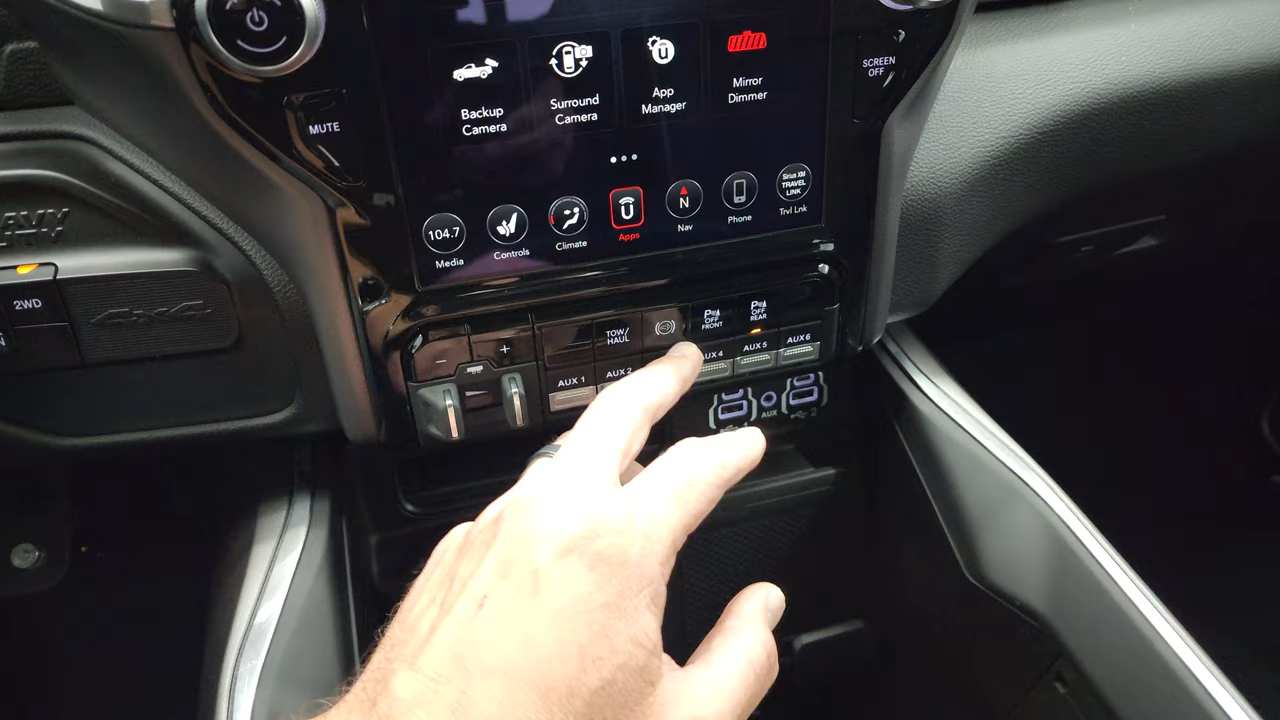 Backup
Camera
Surround
Camera
App
Manager
Mirror
Dimmer
SCREEN
OFF
MUTE
104.7
Media
Controls
Climate
Apps
N
Nav
Phone
Sirius XM
TRAVEL
LINK
Trvl Lnk
2WD
4X4
−
+
TOW/
HAUL
P
OFF
FRONT
P
OFF
REAR
AUX 1
AUX 2
AUX 4
AUX 5
AUX 6
AUX
2